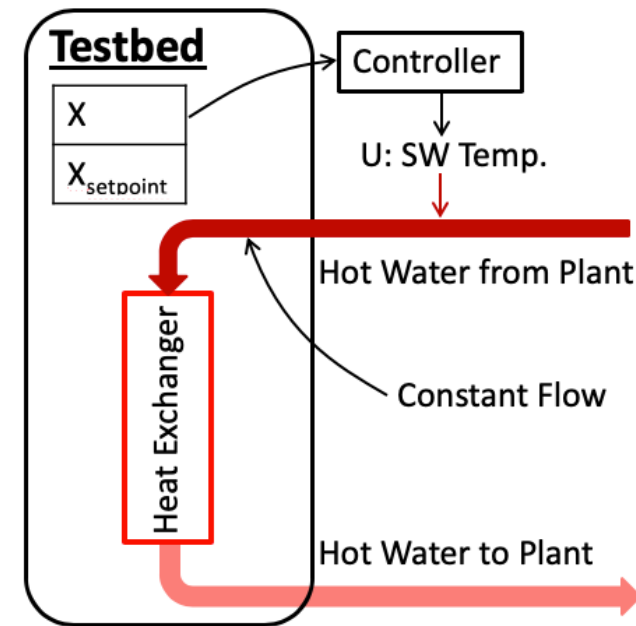 Testbed
X
Xsetpoint
Controller
U: SW Temp.
Hot Water from Plant
Heat Exchanger
Constant Flow
Hot Water to Plant